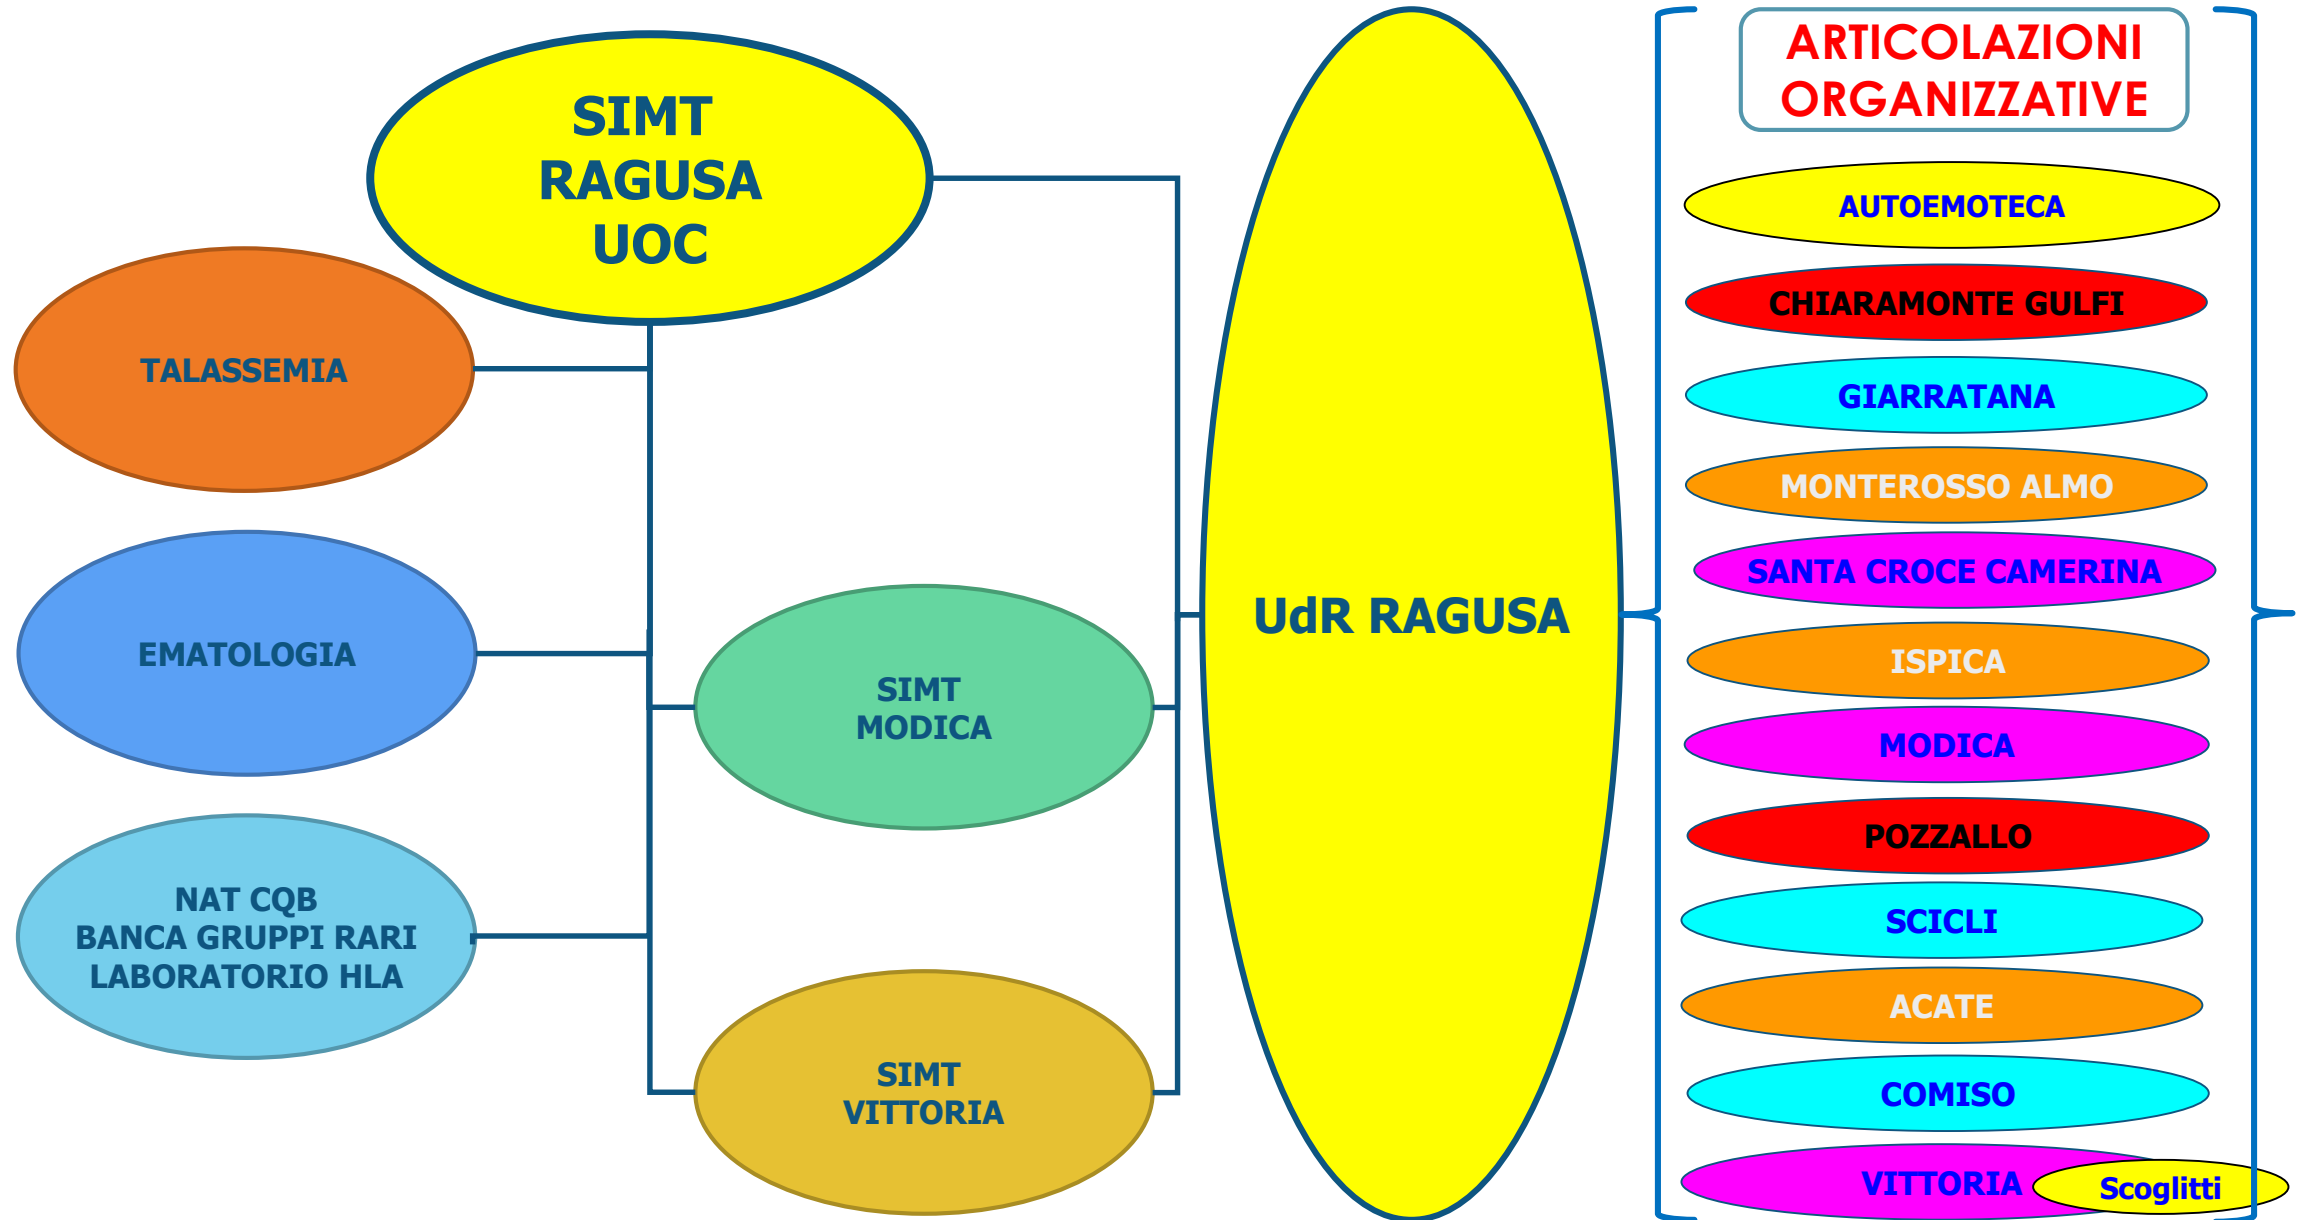 SIMT
RAGUSA
UOC
TALASSEMIA
EMATOLOGIA
NAT CQB
BANCA GRUPPI RARI
LABORATORIO HLA
SIMT
MODICA
SIMT
VITTORIA
UdR RAGUSA
ARTICOLAZIONI
ORGANIZZATIVE
AUTOEMOTECA
CHIARAMONTE GULFI
GIARRATANA
MONTEROSSO ALMO
SANTA CROCE CAMERINA
ISPICA
MODICA
POZZALLO
SCICLI
ACATE
COMISO
VITTORIA
Scoglitti